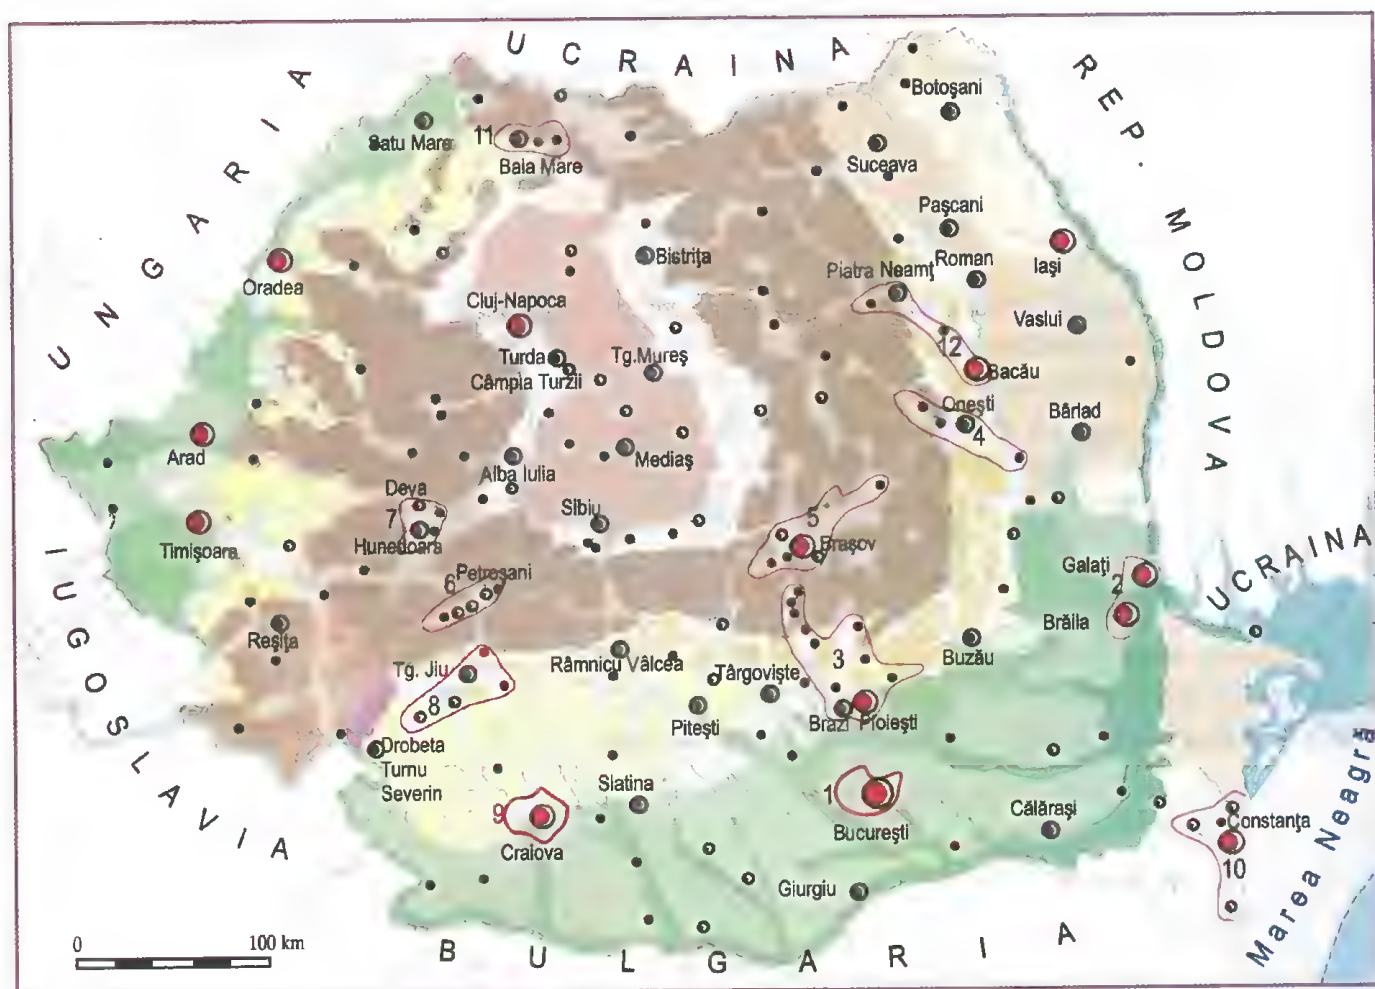 UCRAINA
UNGARIA
REP. MOLDOVA
Botoşani
Satu Mare
11
Baia Mare
Suceava
Paşcani
Bistriţa
Iaşi
Oradea
Piatra Neamţ
Roman
Cluj-Napoca
Vaslui
Turda
Tg.Mureş
12
Bacău
Câmpia Turzii
Oneşti
Bârlad
4
Arad
Alba Iulia
Mediaş
Deva
7
Hunedoara
Sibiu
5
Braşov
Timişoara
IUGOSLAVIA
Galaţi
2
UCRAINA
Petroşani
6
Brăila
Reşiţa
Buzău
Tg. Jiu
Râmnicu Vâlcea
Târgovişte
3
8
Piteşti
Brazi
Ploieşti
Drobeta
Turnu
Severin
Slatina
1
Bucureşti
Călăraşi
Constanţa
9
Craiova
10
Giurgiu
Marea Neagră
0
100 km
BULGARIA